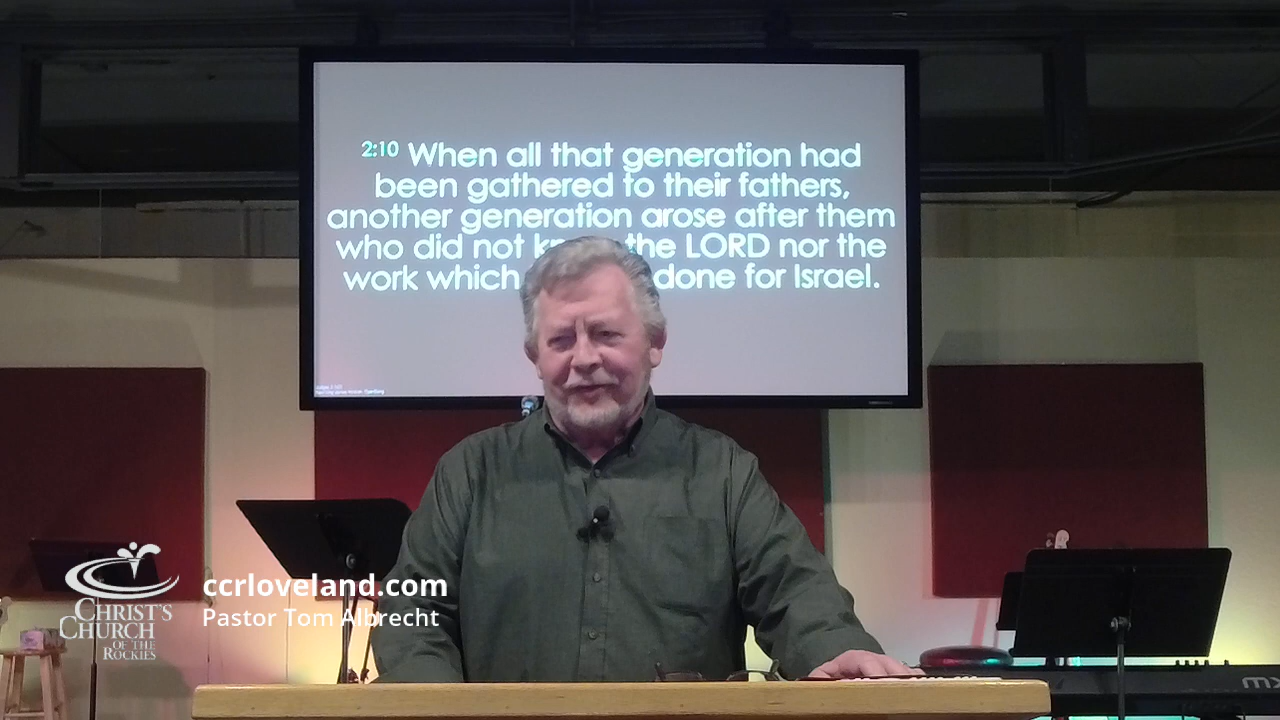 2:10 When all that generation had
been gathered to their fathers,
another generation arose after them
who did not the LORD nor the
work which done for Israel.
ccrloveland.com
Pastor Tom Albrecht
CHRIST'S
CHURCH
OF THE
ROCKIES